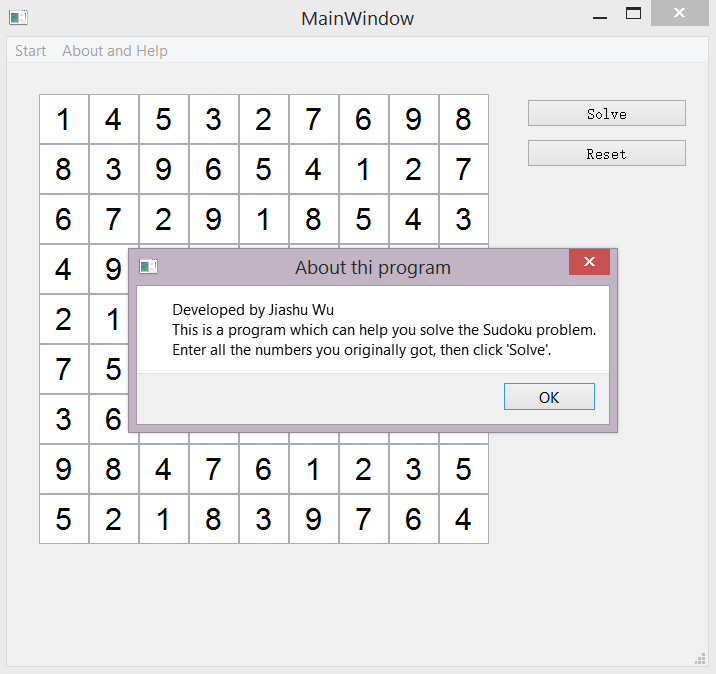 MainWindow
Start About and Help
1 4 5 3 2 7 6 9 8
Solve
8 3 9 6 5 4 1 2 7
Reset
6 7 2 9 1 8 5 4 3
4 9
About thi program
2 1
Developed by Jiashu Wu
This is a program which can help you solve the Sudoku problem.
Enter all the numbers you originally got, then click 'Solve'.
7 5
OK
3 6
9 8 4 7 6 1 2 3 5
5 2 1 8 3 9 7 6 4